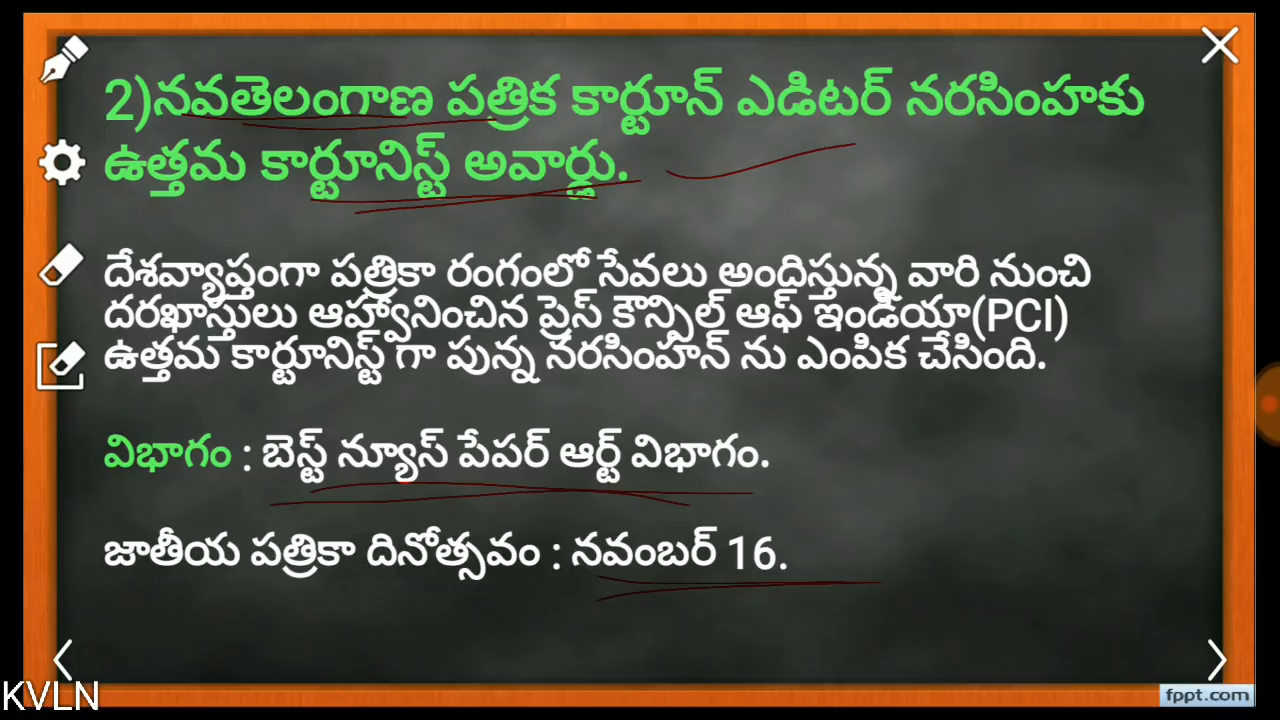 2)నవతెలంగాణ పత్రిక కార్టూన్ ఎడిటర్ నరసింహకు
ఉత్తమ కార్టూనిస్ట్ అవార్డు.
దేశవ్యాప్తంగా పత్రికా రంగంలో సేవలు అందిస్తున్న వారి నుంచి
దరఖాస్తులు ఆహ్వానించిన ప్రెస్ కౌన్సిల్ ఆఫ్ ఇండియా(PCI)
ఉత్తమ కార్టూనిస్ట్ గా పున్న నరసింహన్ ను ఎంపిక చేసింది.
విభాగం : బెస్ట్ న్యూస్ పేపర్ ఆర్ట్ విభాగం.
జాతీయ పత్రికా దినోత్సవం : నవంబర్ 16.
KVLN
fppt.com